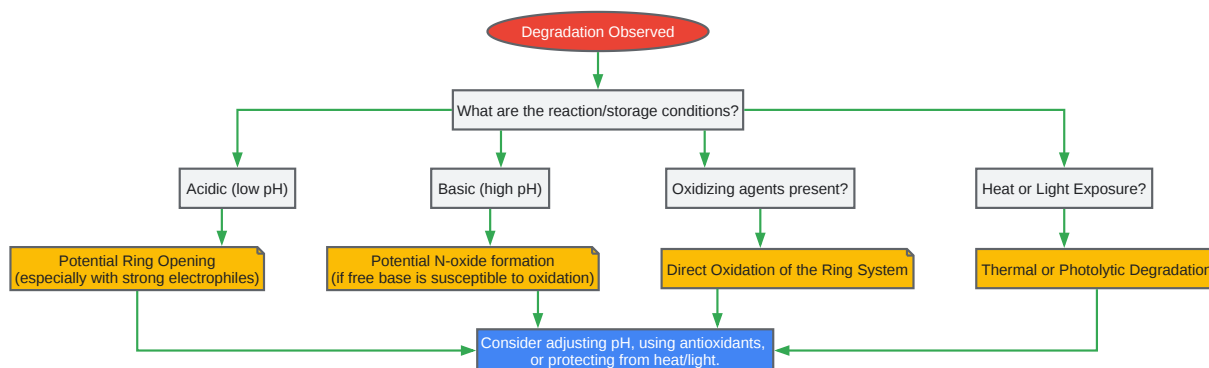 Degradation Observed
What are the reaction/storage conditions?
Acidic (low pH)
Basic (high pH)
Oxidizing agents present?
Heat or Light Exposure?
Potential Ring Opening
(especially with strong electrophiles)
Potential N-oxide formation
(if free base is susceptible to oxidation)
Direct Oxidation of the Ring System
Thermal or Photolytic Degradation
Consider adjusting pH, using antioxidants,
or protecting from heat/light.